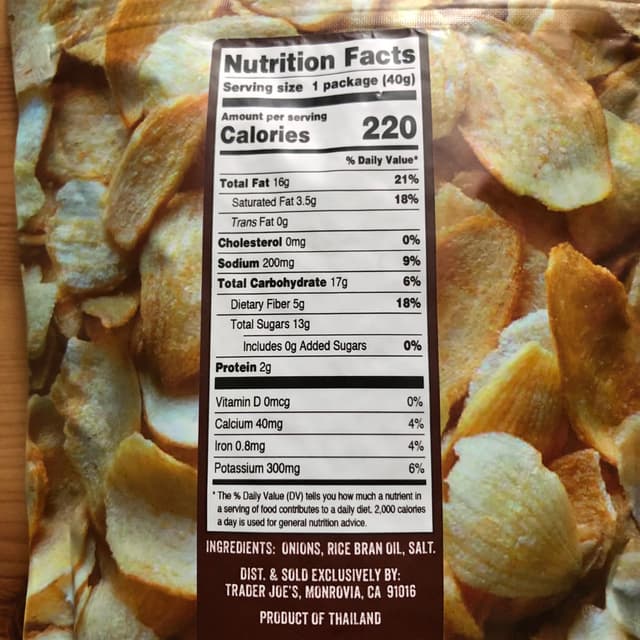 Nutrition Facts
Serving size 1 package (40g)
Amount per serving
Calories 220
% Daily Value*
Total Fat 16g 21%
Saturated Fat 3.5g 18%
Trans Fat 0g
Cholesterol 0mg 0%
Sodium 200mg 9%
Total Carbohydrate 17g 6%
Dietary Fiber 5g 18%
Total Sugars 13g
Includes 0g Added Sugars 0%
Protein 2g
Vitamin D 0mcg 0%
Calcium 40mg 4%
Iron 0.8mg 4%
Potassium 300mg 6%
* The % Daily Value (DV) tells you how much a nutrient in
a serving of food contributes to a daily diet. 2,000 calories
a day is used for general nutrition advice.
INGREDIENTS: ONIONS, RICE BRAN OIL, SALT.
DIST. & SOLD EXCLUSIVELY BY:
TRADER JOE'S, MONROVIA, CA 91016
PRODUCT OF THAILAND